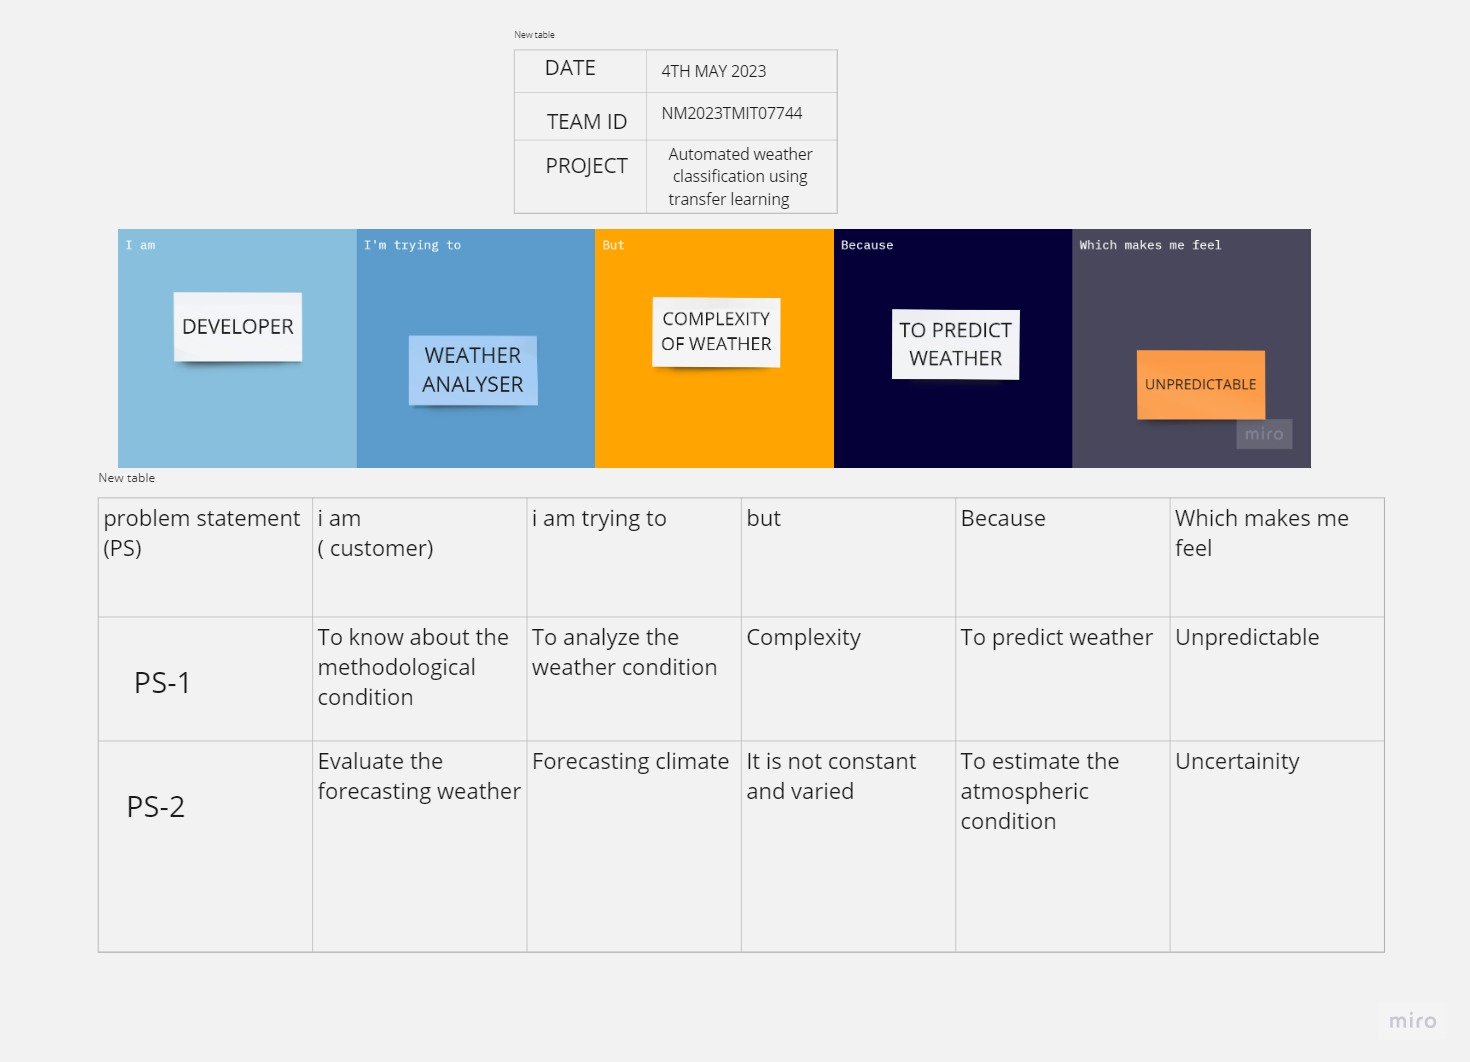 New table
DATE
4TH MAY 2023
TEAM ID
NM2023TMIT07744
PROJECT
Automated weather
classification using
transfer learning
I am
I'm trying to
But
Because
Which makes me feel
DEVELOPER
WEATHER
ANALYSER
COMPLEXITY
OF WEATHER
TO PREDICT
WEATHER
UNPREDICTABLE
miro
New table
problem statement
(PS)
i am
( customer)
i am trying to
but
Because
Which makes me
feel
PS-1
To know about the
methodological
condition
To analyze the
weather condition
Complexity
To predict weather
Unpredictable
PS-2
Evaluate the
forecasting weather
Forecasting climate
It is not constant
and varied
To estimate the
atmospheric
condition
Uncertainity
miro